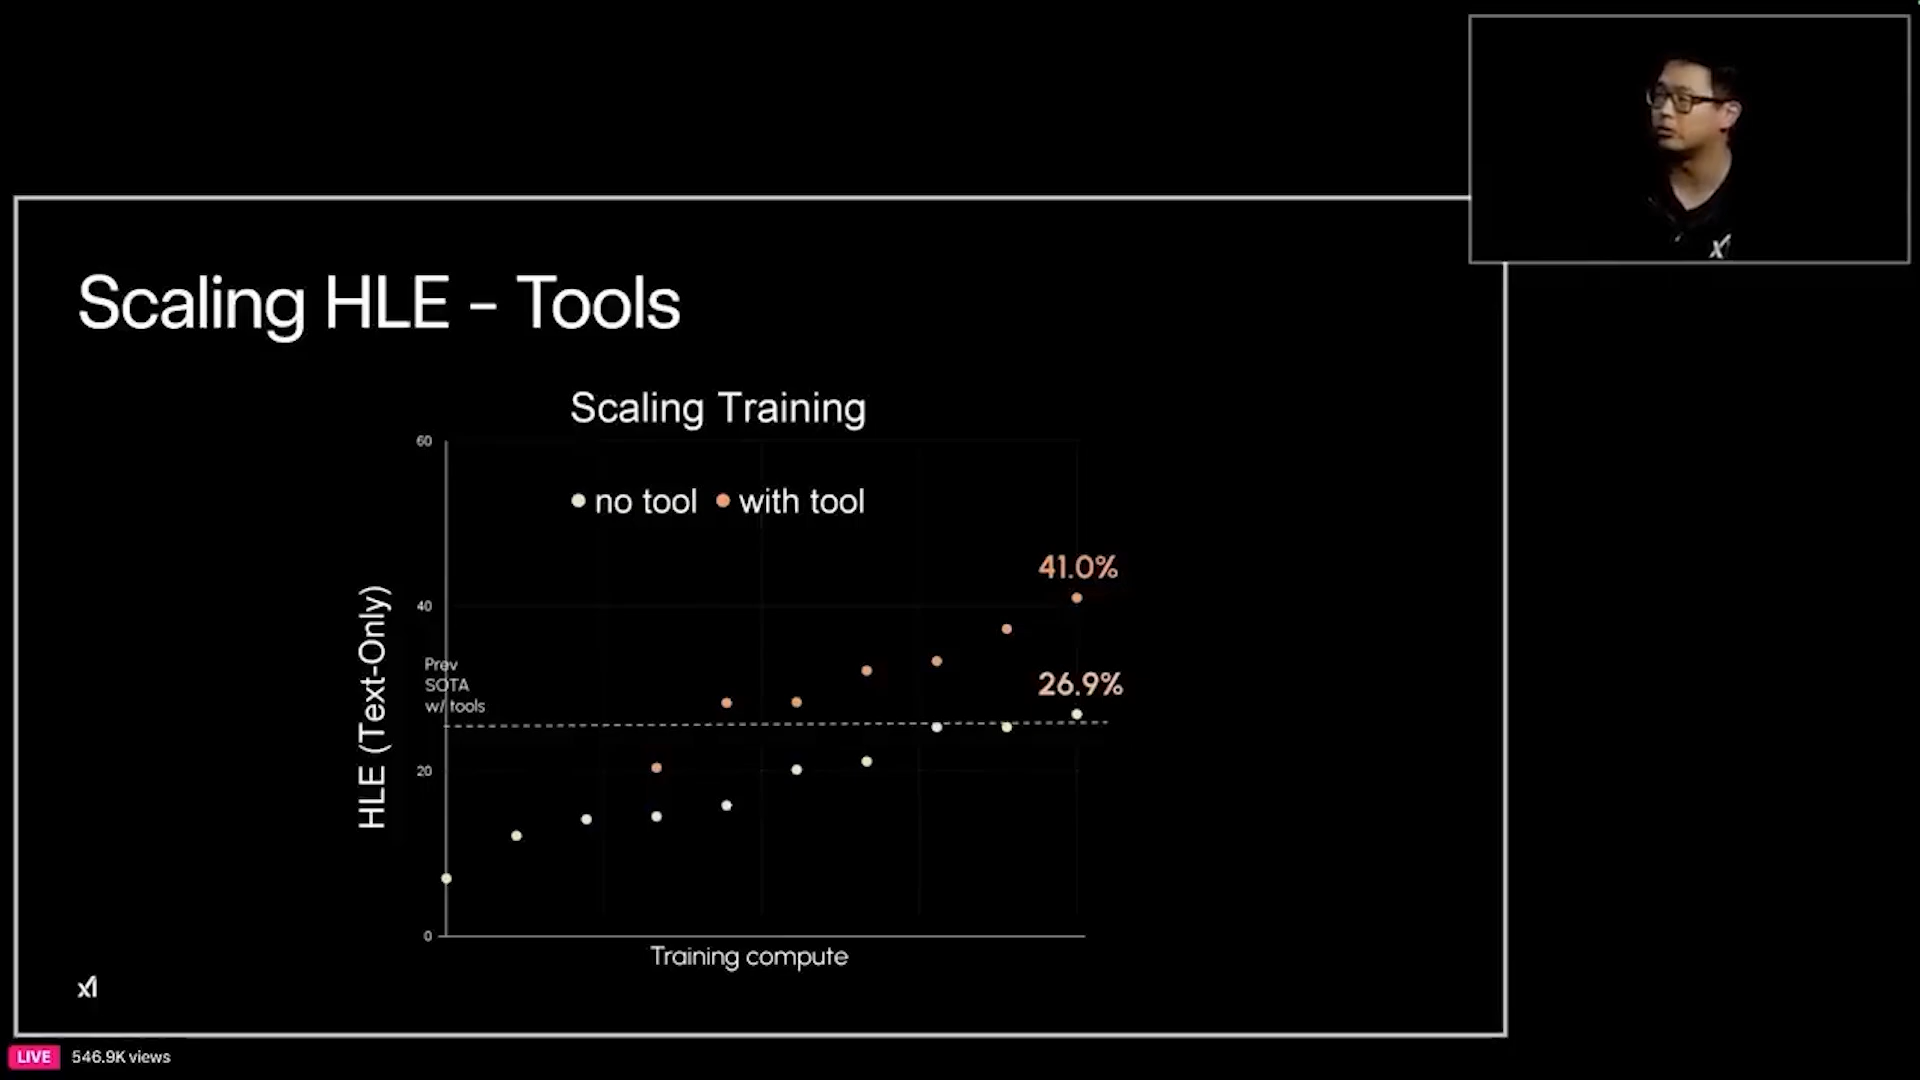 Scaling HLE – Tools
Scaling Training
no tool
with tool
60
40
20
0
HLE (Text-Only)
Prev
SOTA
w/ tools
41.0%
26.9%
Training compute
xI
LIVE
546.9K views